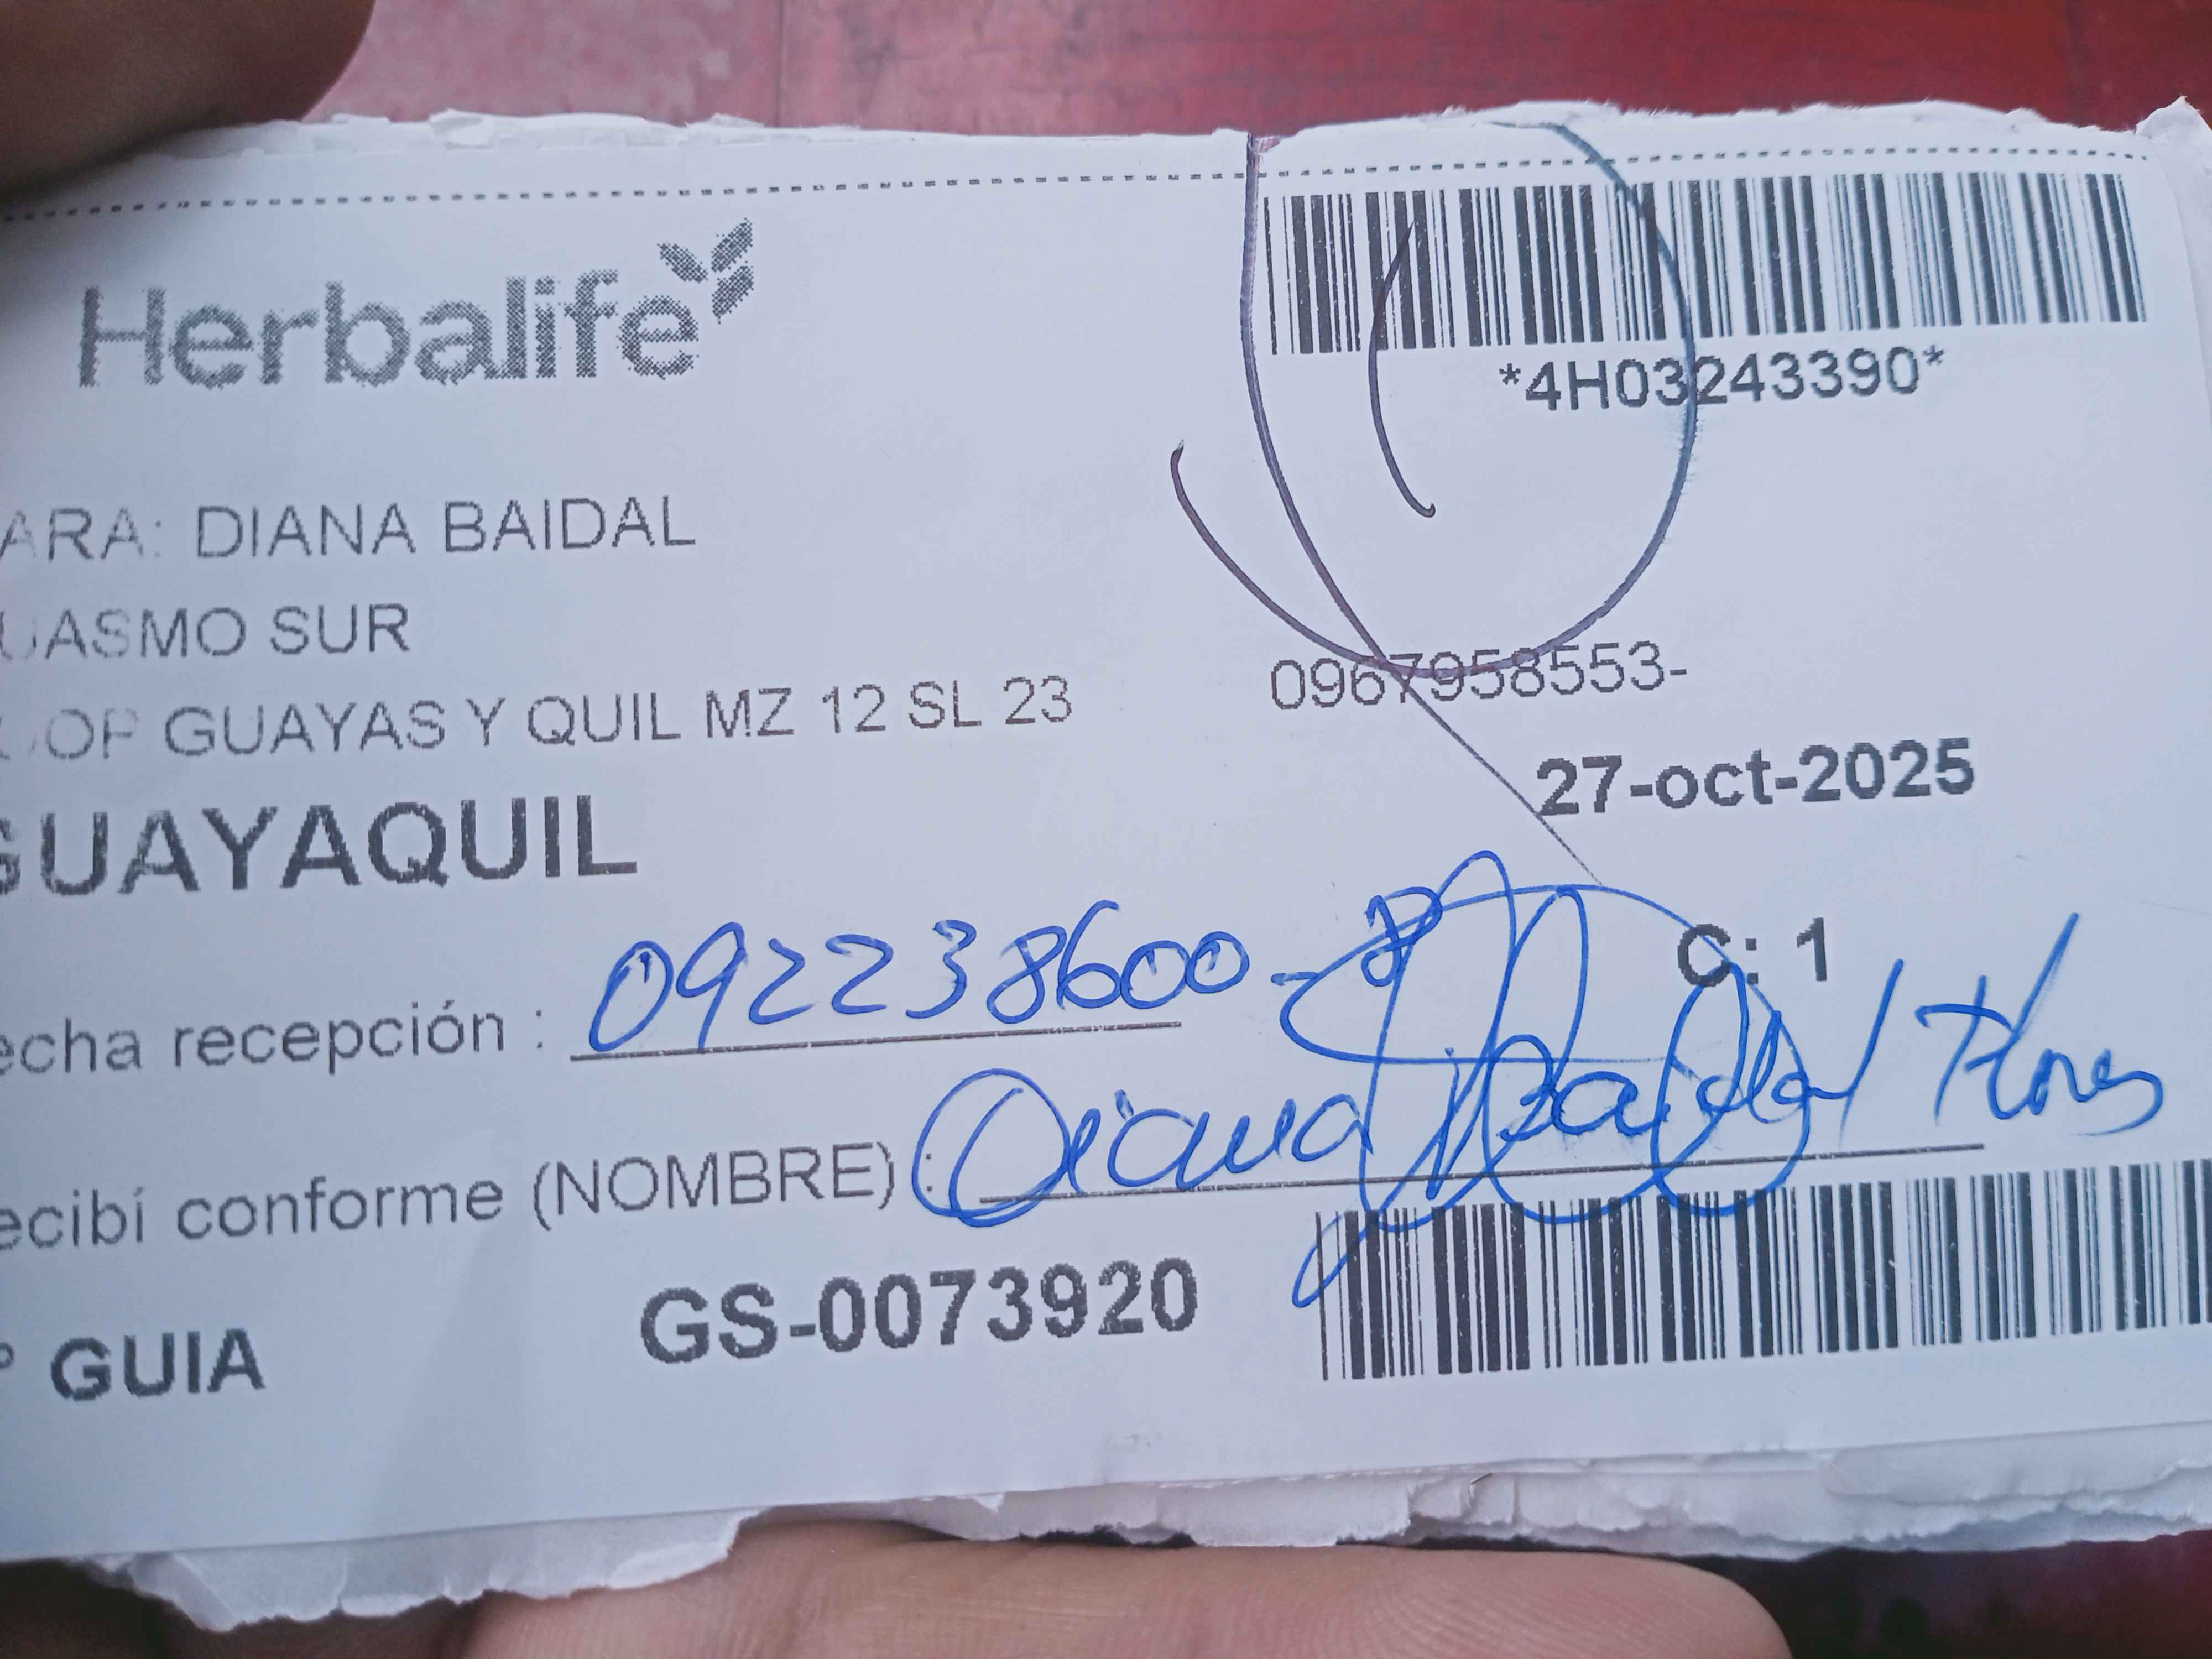 Herbalife
*4H03243390*
ARA: DIANA BAIDAL
UASMO SUR
OP GUAYAS Y QUIL MZ 12 SL 23
0967958553-
27-oct-2025
GUAYAQUIL
C: 1
echa recepción : 092238600-8
ecibí conforme (NOMBRE) : Diana Baidal Flores
° GUIA GS-0073920